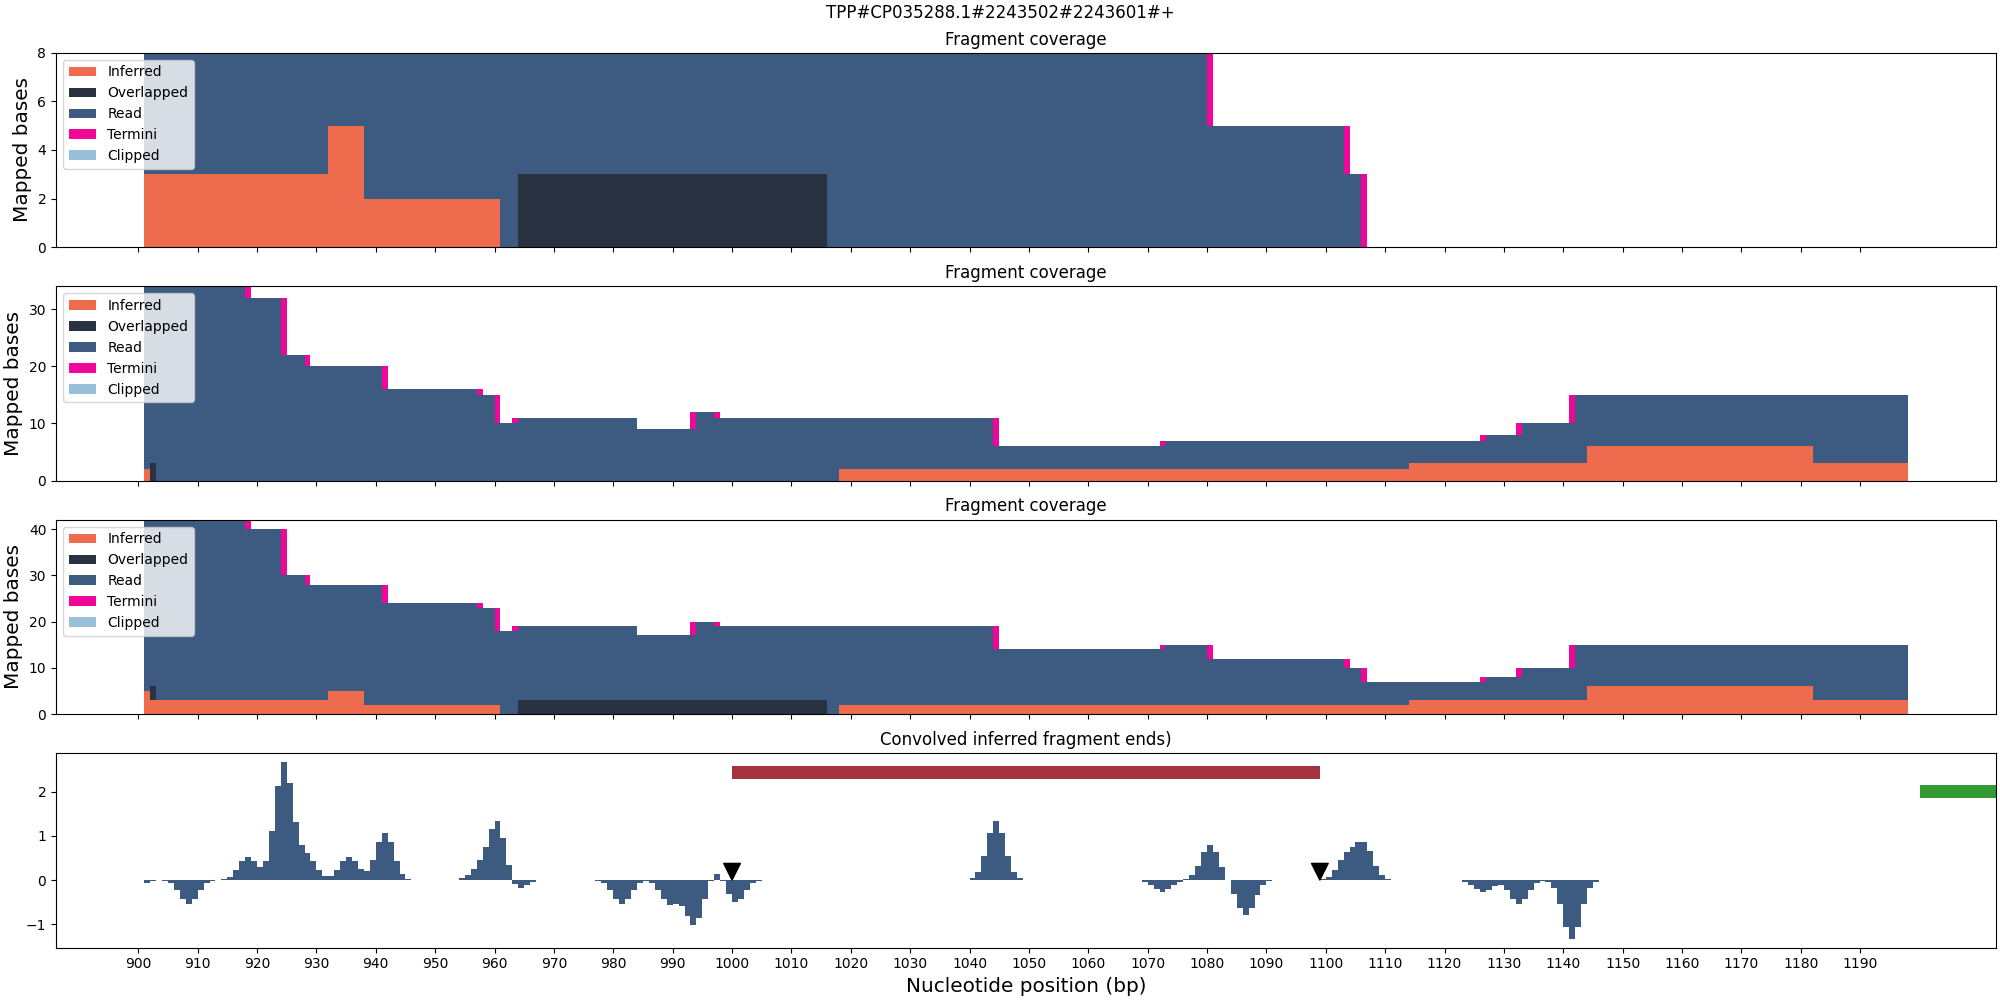 TPP#CP035288.1#2243502#2243601#+
Fragment coverage
8
6
4
2
0
Mapped bases
Inferred
Overlapped
Read
Termini
Clipped
Fragment coverage
30
20
10
0
Mapped bases
Inferred
Overlapped
Read
Termini
Clipped
Fragment coverage
40
30
20
10
0
Mapped bases
Inferred
Overlapped
Read
Termini
Clipped
Convolved inferred fragment ends)
2
1
0
−1
900 910 920 930 940 950 960 970 980 990 1000 1010 1020 1030 1040 1050 1060 1070 1080 1090 1100 1110 1120 1130 1140 1150 1160 1170 1180 1190
Nucleotide position (bp)